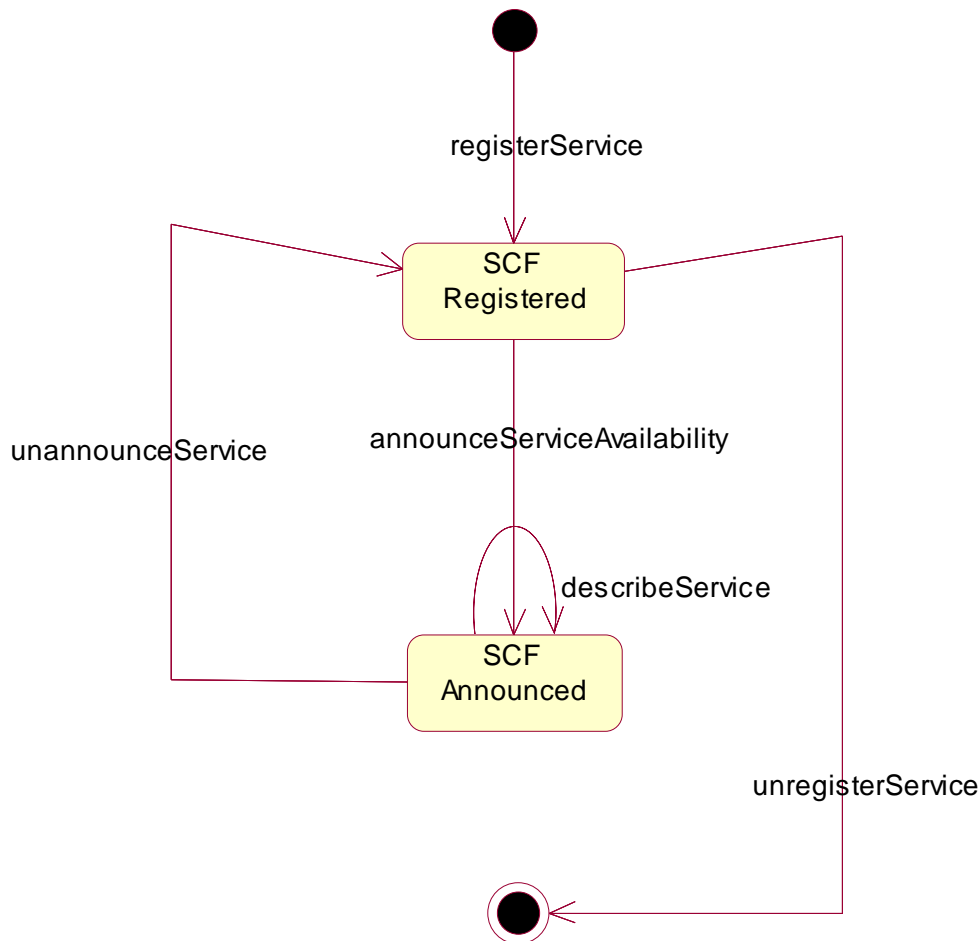 registerService
SCF
Registered
announceServiceAvailability
unannounceService
describeService
SCF
Announced
unregisterService